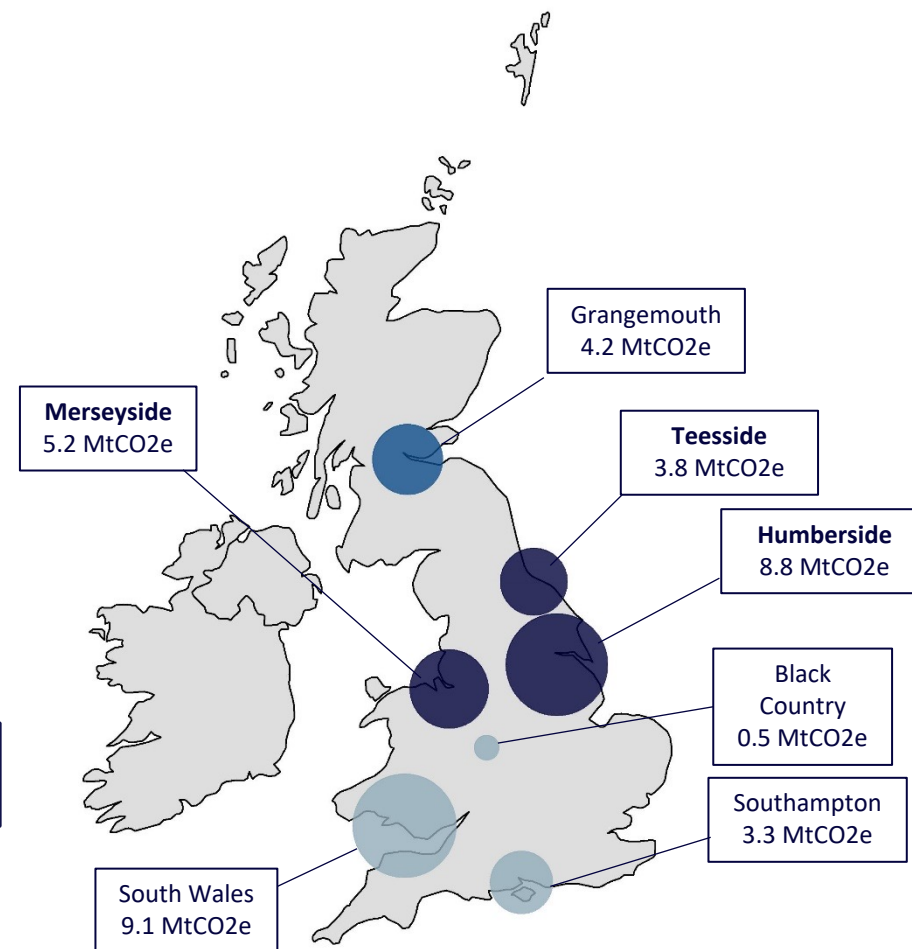 Grangemouth
4.2 MtCO2e
Merseyside
5.2 MtCO2e
Teesside
3.8 MtCO2e
Humberside
8.8 MtCO2e
Black
Country
0.5 MtCO2e
Southampton
3.3 MtCO2e
South Wales
9.1 MtCO2e